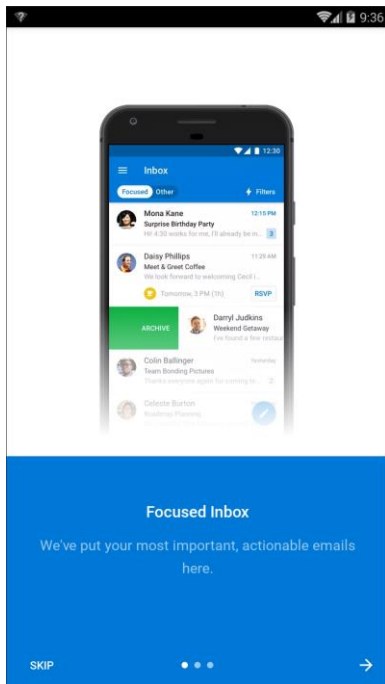 9:36
12:30
Inbox
Focused Other Filters
Mona Kane 12:15 PM
Surprise Birthday Party
Hi! 4:30 works for me, I'll already be in... 3
Daisy Phillips 11:29 AM
Meet & Greet Coffee
We look forward to welcoming Cecil i...
Tomorrow, 3 PM (1h) RSVP
ARCHIVE
Darryl Judkins
Weekend Getaway
I've found a few restau
Colin Ballinger Yesterday
Team Bonding Pictures
Thanks everyone again for coming to... 3
Celeste Burton
Roadmap Planning
Focused Inbox
We've put your most important, actionable emails
here.
SKIP